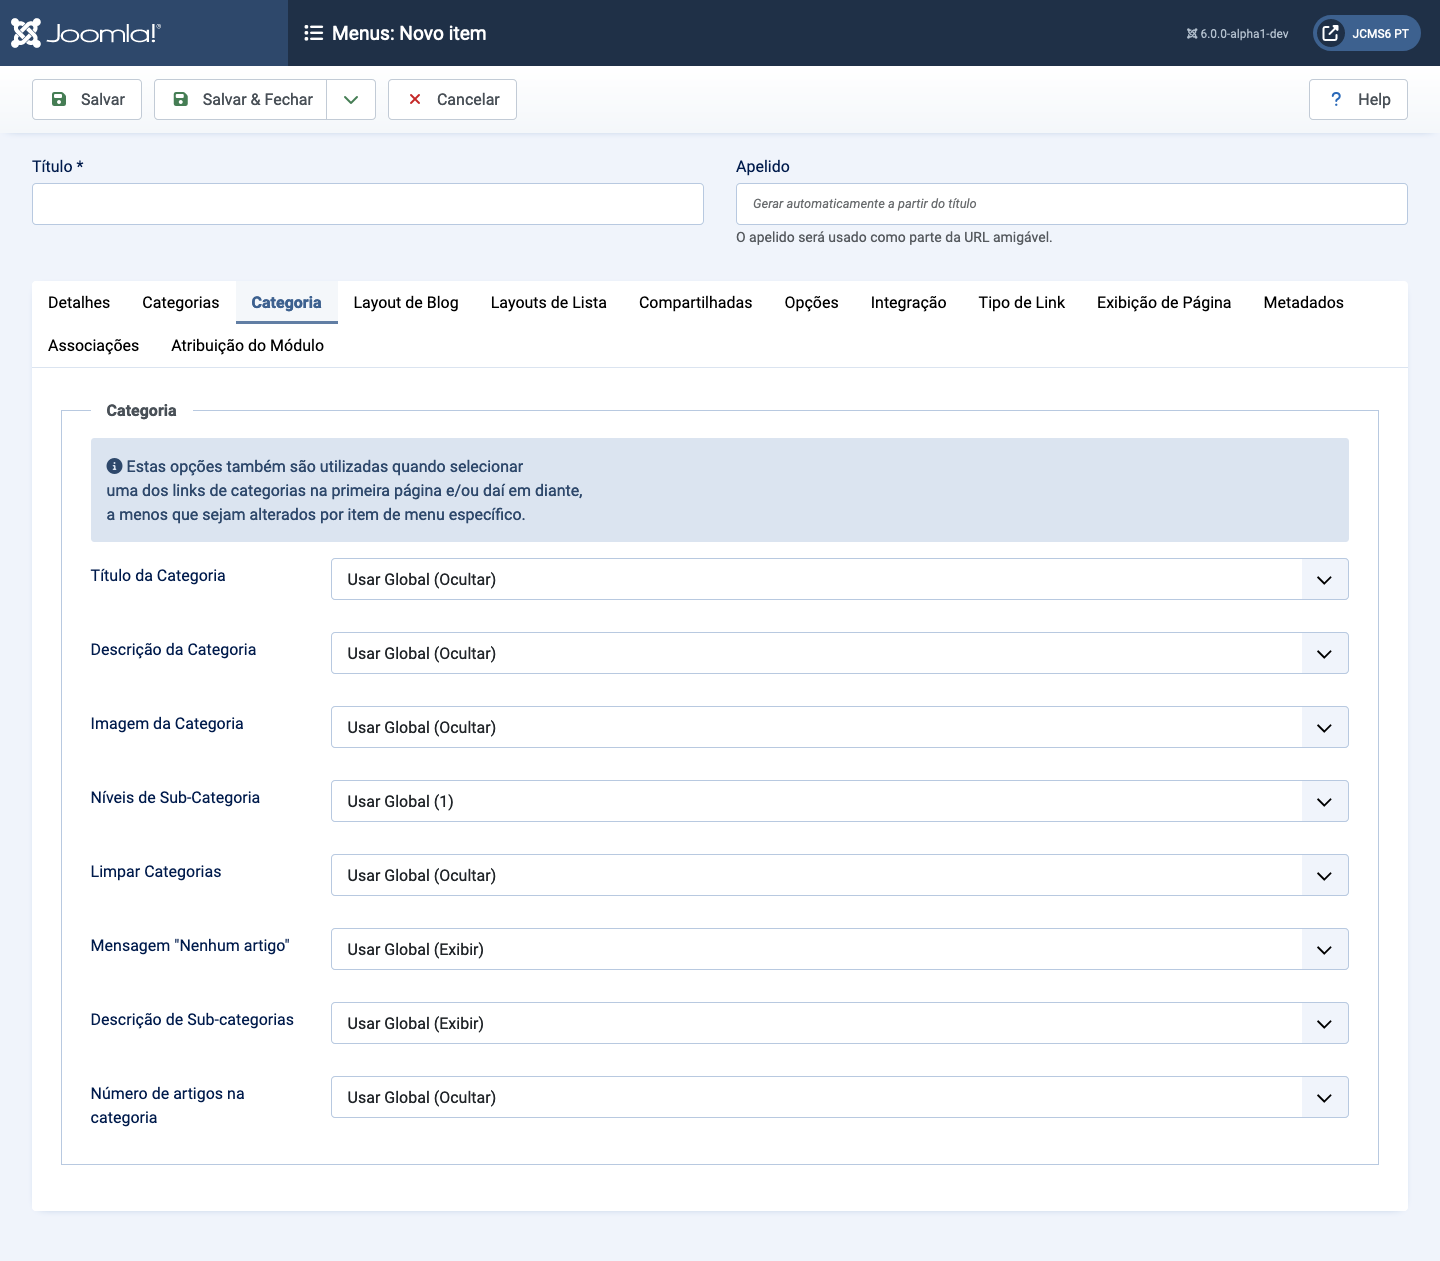 Joomla!®
Menus: Novo item
6.0.0-alpha1-dev
JCMS6 PT
Salvar
Salvar & Fechar
Cancelar
? Help
Título *
Apelido
Gerar automaticamente a partir do título
O apelido será usado como parte da URL amigável.
Detalhes Categorias Categoria Layout de Blog Layouts de Lista Compartilhadas Opções Integração Tipo de Link Exibição de Página Metadados
Associações Atribuição do Módulo
Categoria
Estas opções também são utilizadas quando selecionar
uma dos links de categorias na primeira página e/ou daí em diante,
a menos que sejam alterados por item de menu específico.
Título da Categoria
Usar Global (Ocultar)
Descrição da Categoria
Usar Global (Ocultar)
Imagem da Categoria
Usar Global (Ocultar)
Níveis de Sub-Categoria
Usar Global (1)
Limpar Categorias
Usar Global (Ocultar)
Mensagem "Nenhum artigo"
Usar Global (Exibir)
Descrição de Sub-categorias
Usar Global (Exibir)
Número de artigos na
categoria
Usar Global (Ocultar)